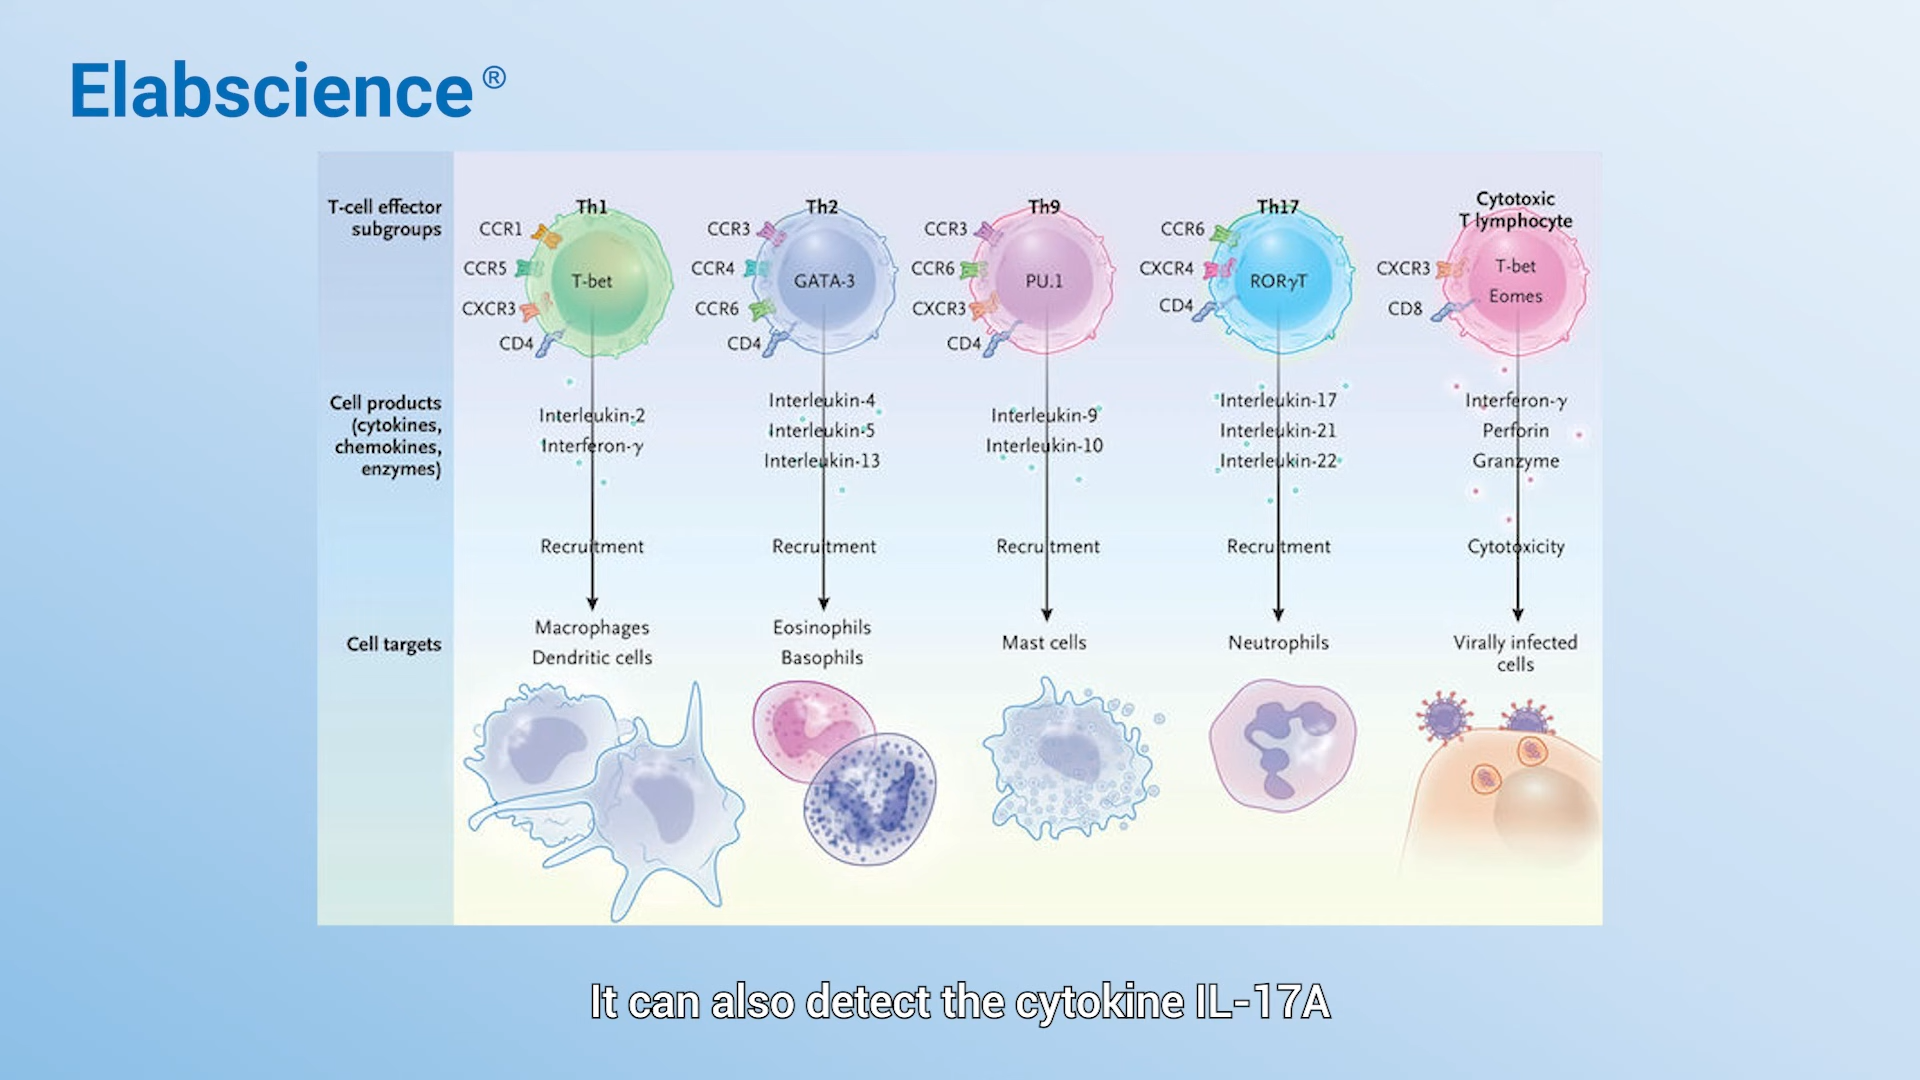 Elabscience®
T-cell effector
subgroups
Th1
CCR1
CCR5
CXCR3
CD4
T-bet
Th2
CCR3
CCR4
CCR6
CD4
GATA-3
Th9
CCR3
CCR6
CXCR3
CD4
PU.1
Th17
CCR6
CXCR4
CD4
RORγT
Cytotoxic
T lymphocyte
CXCR3
CD8
T-bet
Eomes
Cell products
(cytokines,
chemokines,
enzymes)
Interleukin-2
Interferon-γ
Interleukin-4
Interleukin-5
Interleukin-13
Interleukin-9
Interleukin-10
Interleukin-17
Interleukin-21
Interleukin-22
Interferon-γ
Perforin
Granzyme
Recruitment
Recruitment
Recruitment
Recruitment
Cytotoxicity
Cell targets
Macrophages
Dendritic cells
Eosinophils
Basophils
Mast cells
Neutrophils
Virally infected
cells
It can also detect the cytokine IL-17A